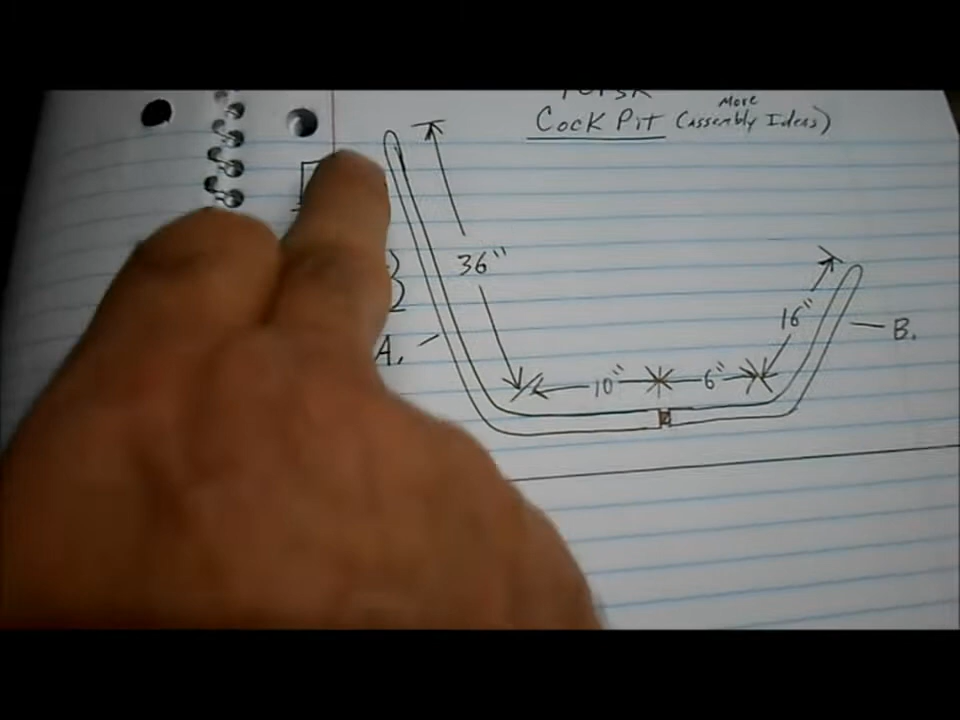 Cock Pit (More Assembly Ideas)
36"
16"
A.
B.
10"
6"